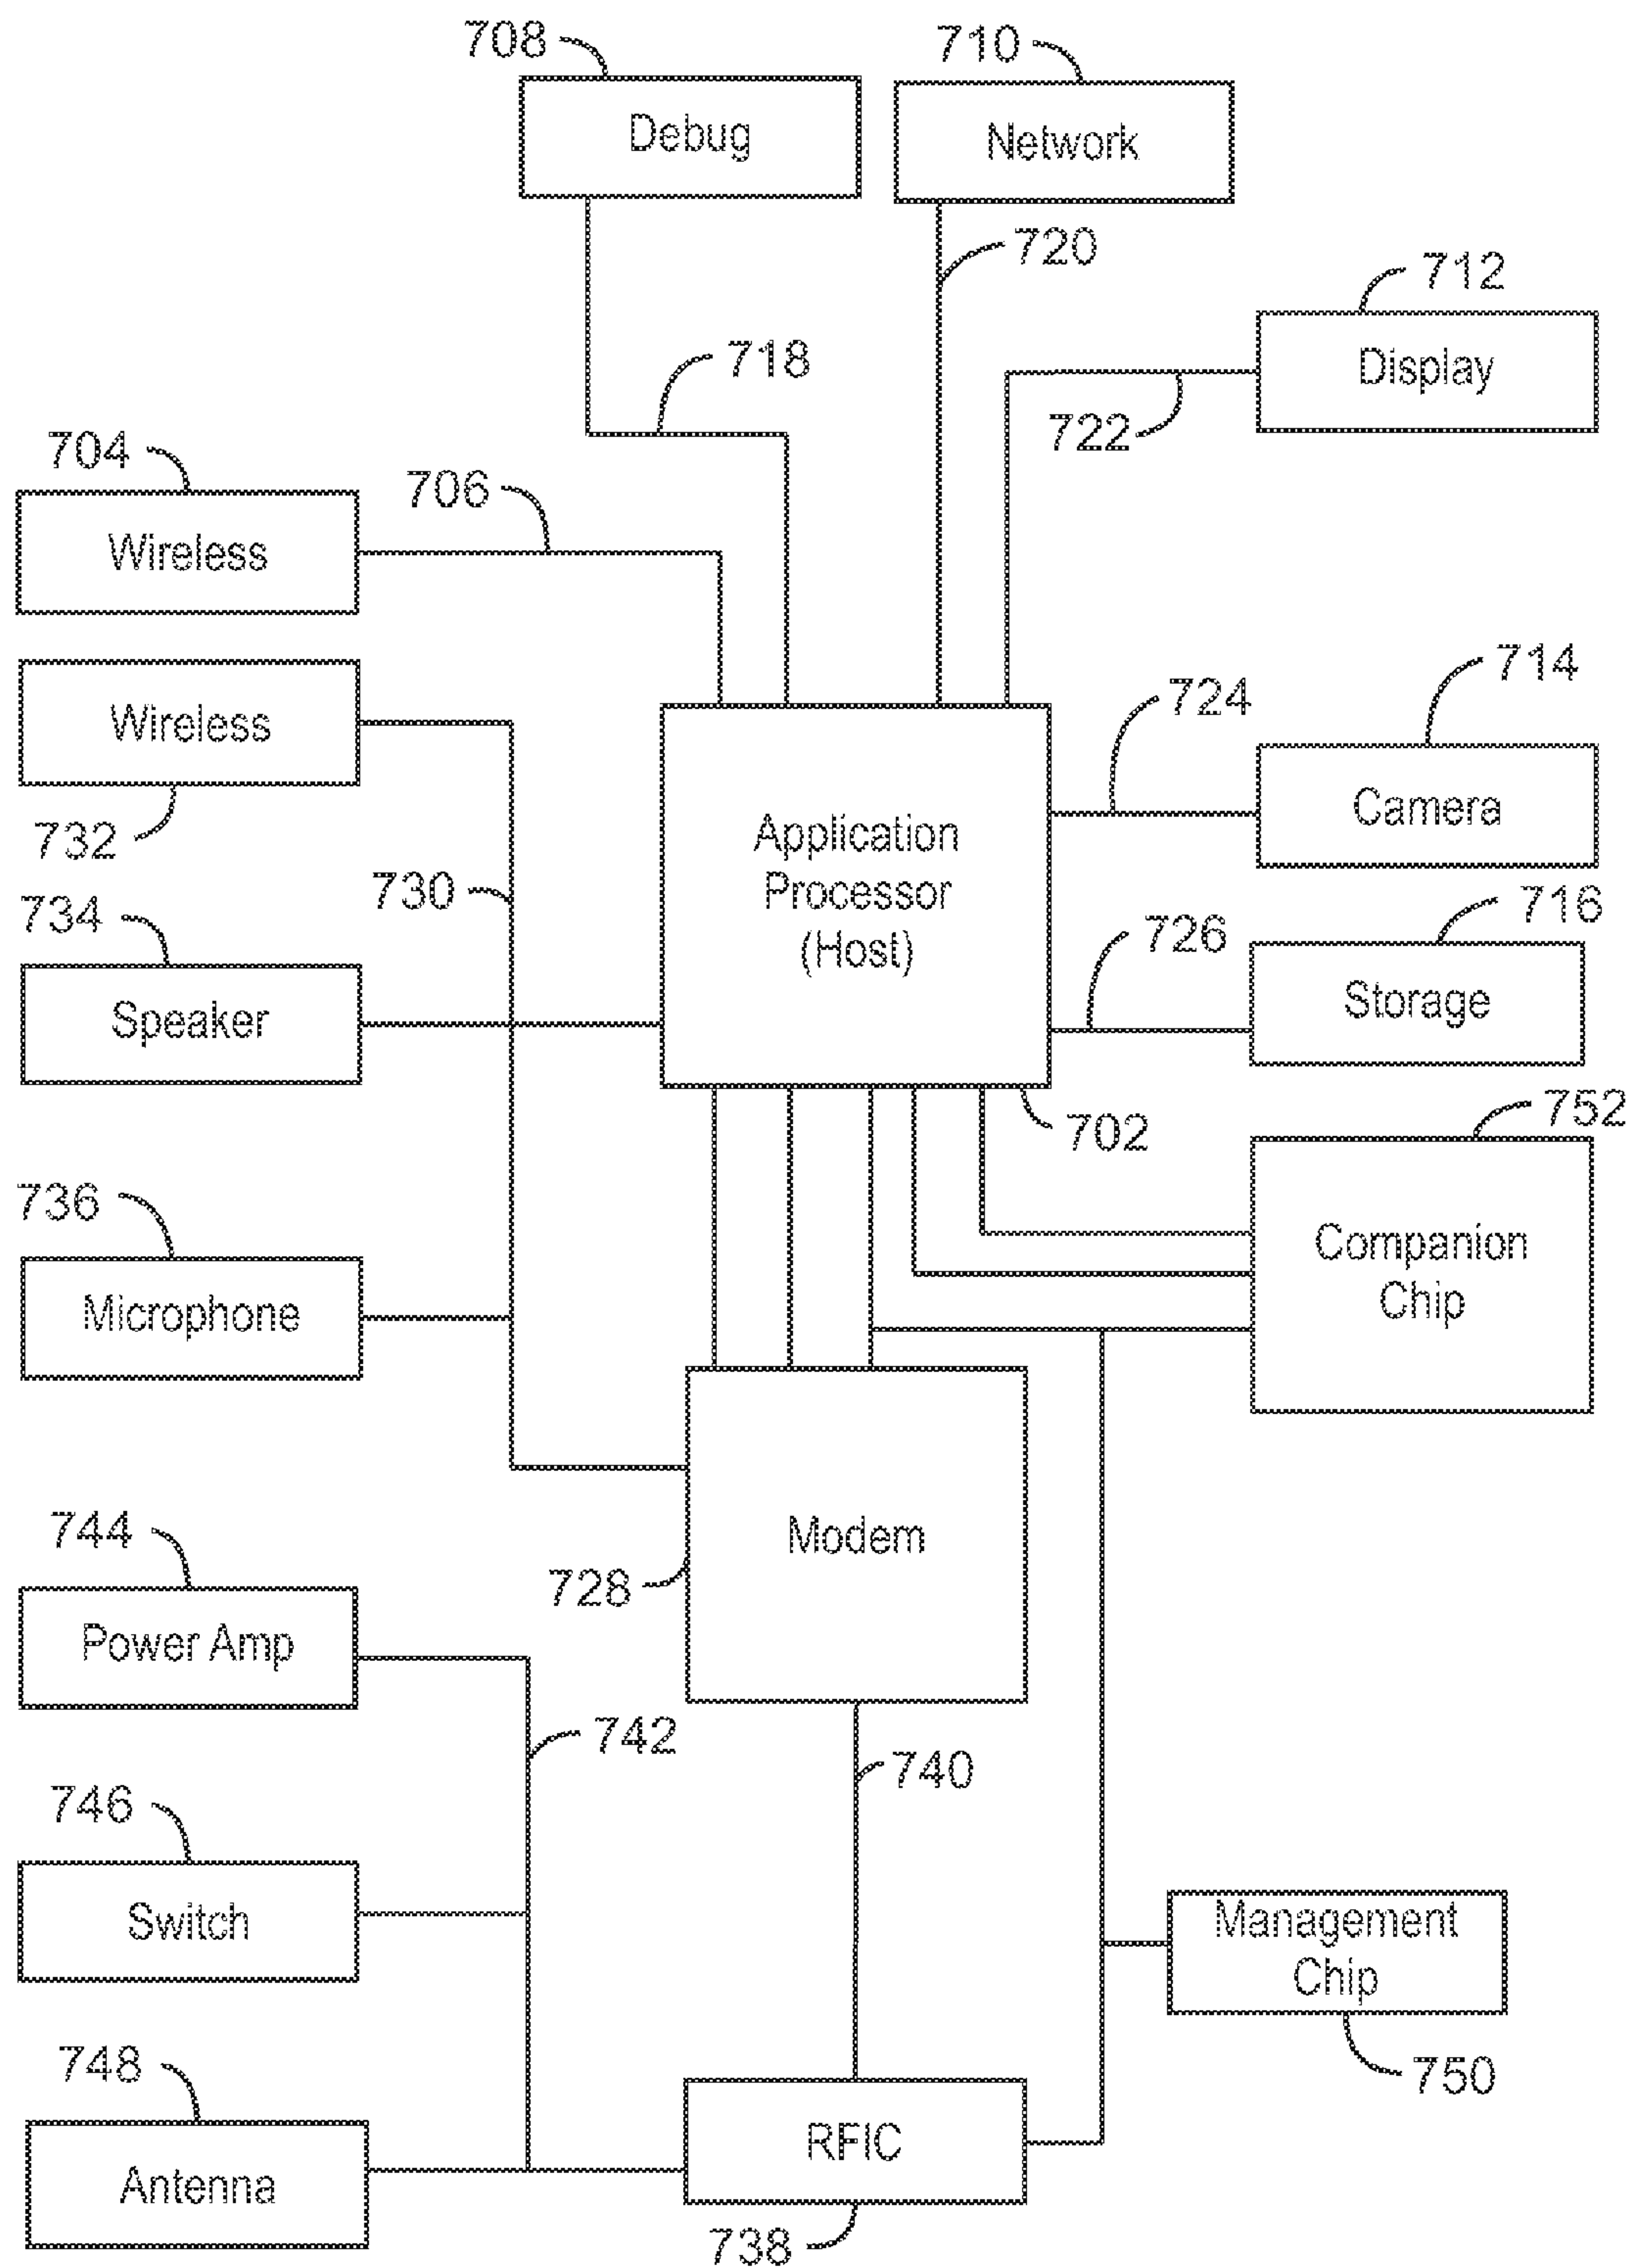 708
710
Debug
Network
720
712
718
Display
722
704
706
Wireless
714
724
Wireless
Camera
732
Application
Processor
(Host)
730
734
716
726
Speaker
Storage
702
752
736
Companion
Chip
Microphone
744
Modem
728
Power Amp
742
740
746
Switch
Management
Chip
748
750
RFIC
Antenna
738